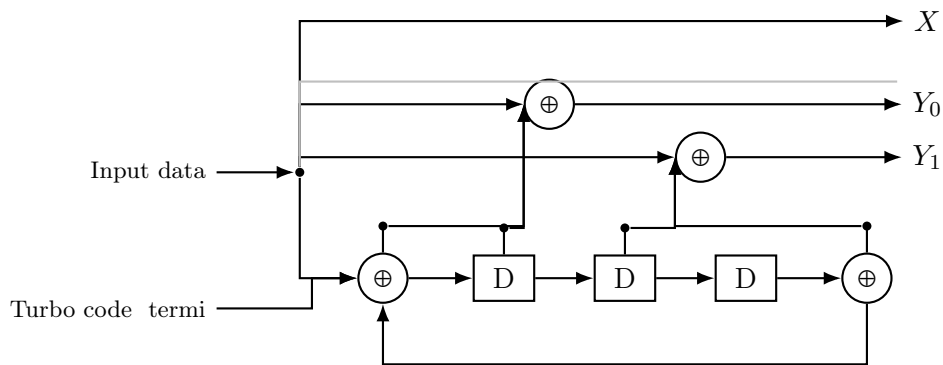 X
⊕
Y₀
⊕
Y₁
Input data
⊕
D
D
D
⊕
Turbo code termi